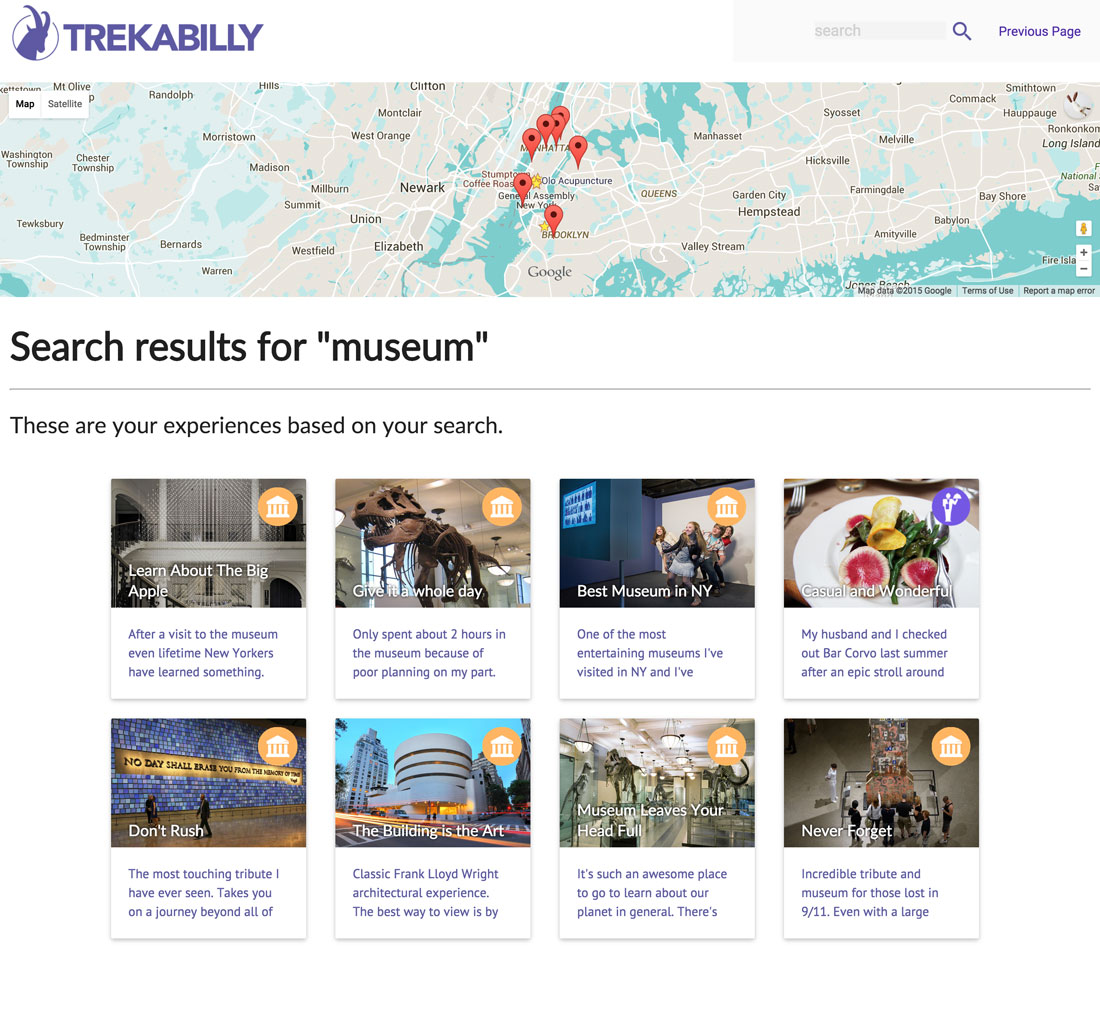 TREKABILLY
search
Previous Page
Mt Olive
Hills
Clifton
Smithtown
Map
Satellite
Randolph
Commack
Hauppauge
Montclair
Syosset
Ronkonkom
Morristown
West Orange
Manhasset
Melville
Long Island
Washington
Township
Chester
Township
Hicksville
Madison
Millburn
Newark
Stumpto
Coffee Roas
Olo Acupuncture
General Assembly
New York
QUEENS
Garden City
Farmingdale
National
Summit
Hempstead
Bay Shore
Tewksbury
Union
BROOKLYN
Babylon
Bedminster
Township
Bernards
Westfield
Elizabeth
Valley Stream
Amityville
Warren
Google
Fire Isla
Jones Beach
Map data ©2015 Google
Terms of Use
Report a map error
Search results for "museum"
These are your experiences based on your search.
Learn About The Big
Apple
After a visit to the museum
even lifetime New Yorkers
have learned something.
Give it a whole day
Only spent about 2 hours in
the museum because of
poor planning on my part.
Best Museum in NY
One of the most
entertaining museums I've
visited in NY and I've
Casual and Wonderful
My husband and I checked
out Bar Corvo last summer
after an epic stroll around
NO DAY SHALL ERASE YOU FROM THE MEMORY OF TIME
Don't Rush
The most touching tribute I
have ever seen. Takes you
on a journey beyond all of
The Building is the Art
Classic Frank Lloyd Wright
architectural experience.
The best way to view is by
Museum Leaves Your
Head Full
It's such an awesome place
to go to learn about our
planet in general. There's
Never Forget
Incredible tribute and
museum for those lost in
9/11. Even with a large